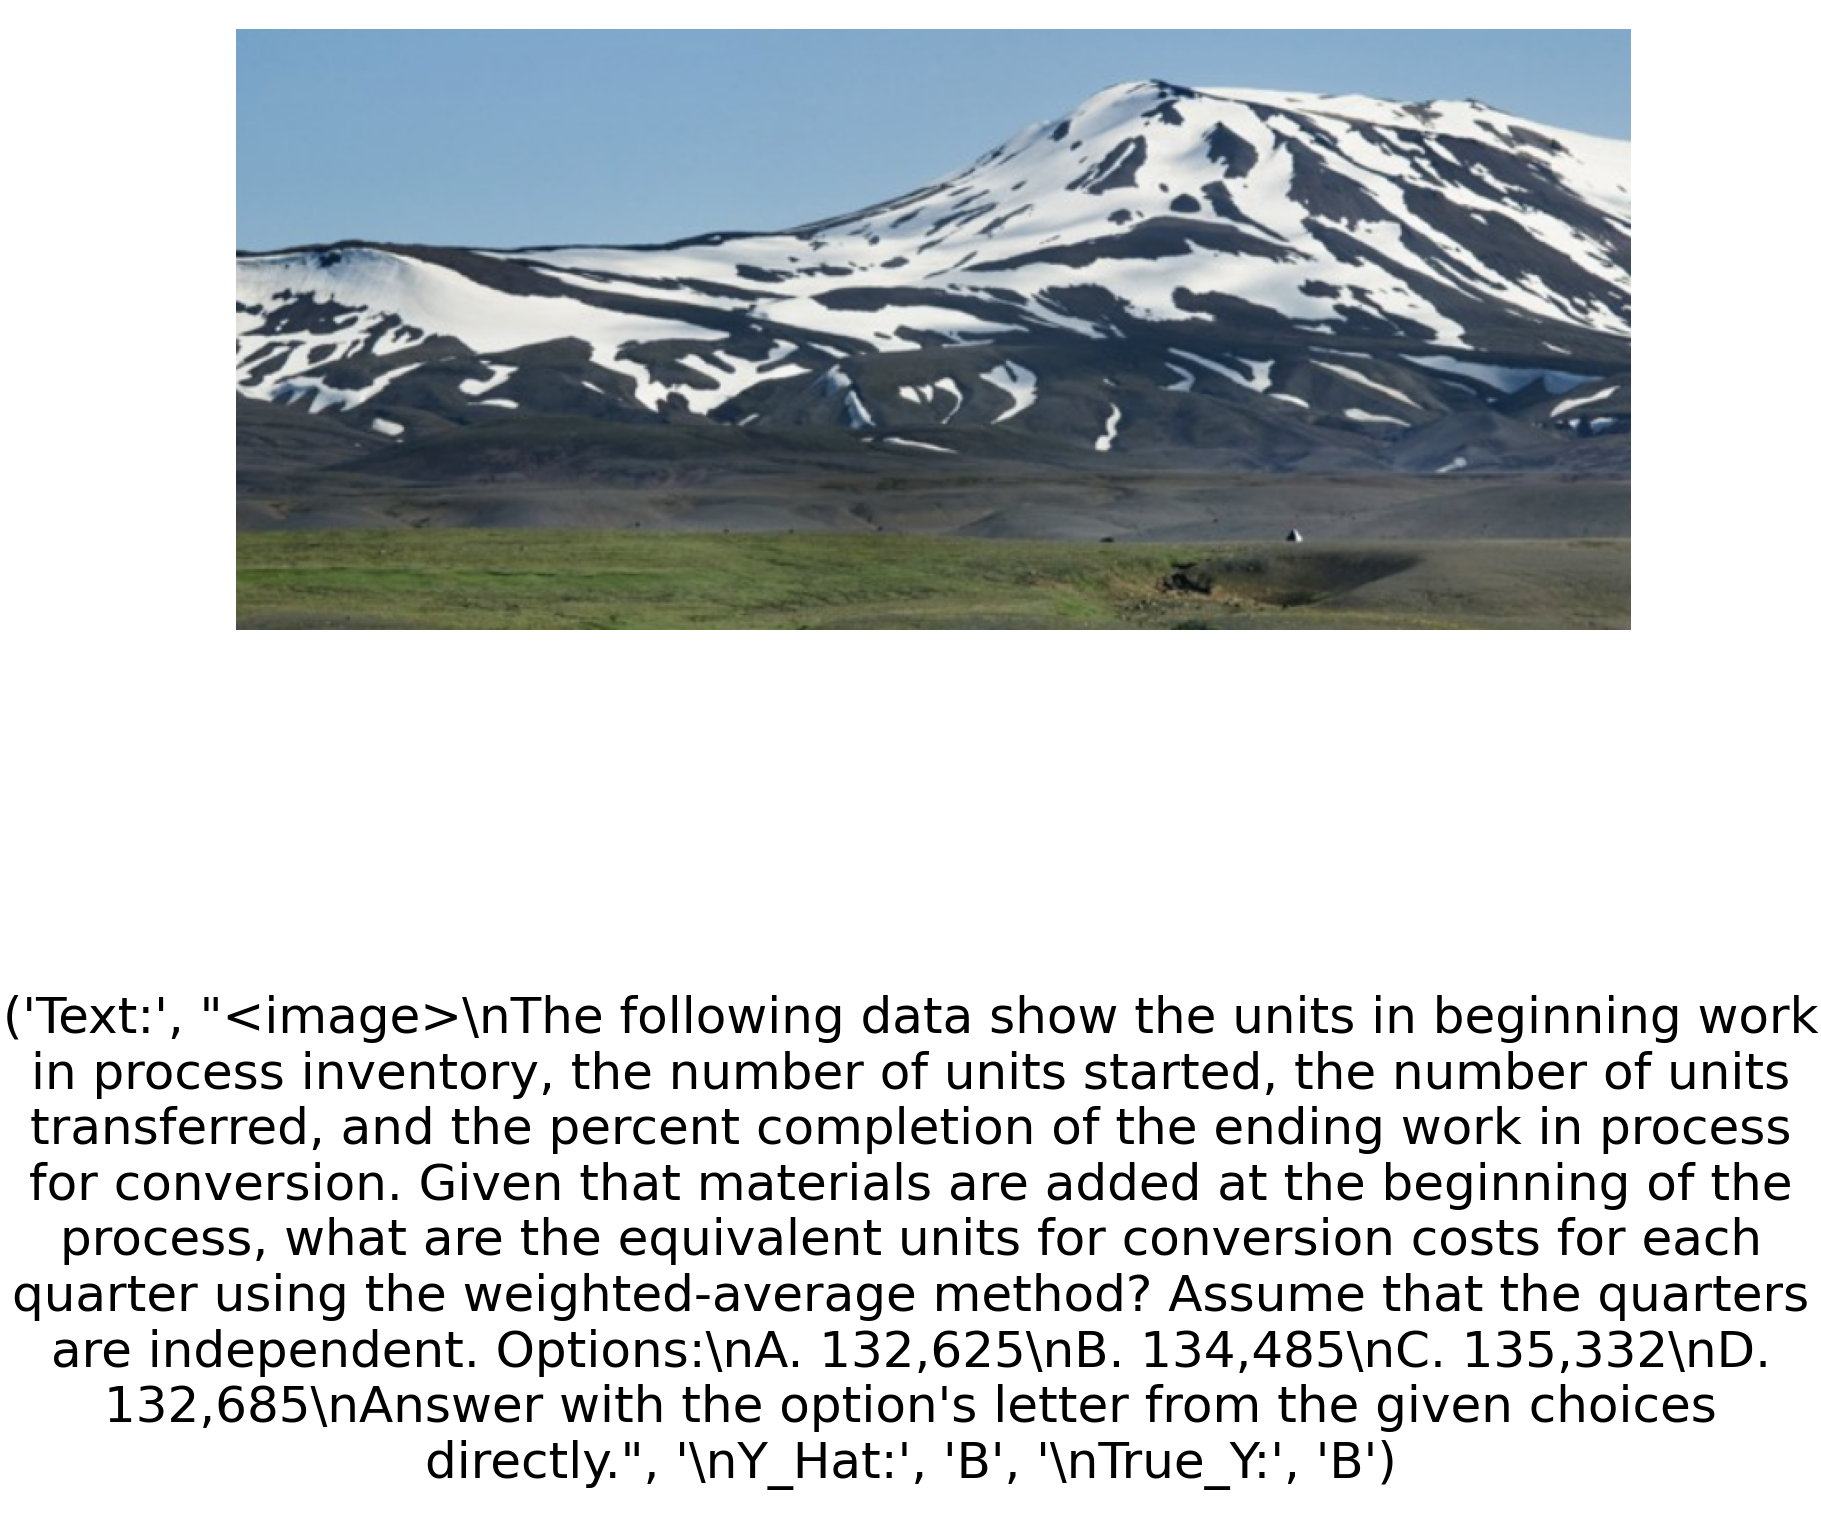 ('Text:', "<image>\nThe following data show the units in beginning work
in process inventory, the number of units started, the number of units
transferred, and the percent completion of the ending work in process
for conversion. Given that materials are added at the beginning of the
process, what are the equivalent units for conversion costs for each
quarter using the weighted-average method? Assume that the quarters
are independent. Options:\nA. 132,625\nB. 134,485\nC. 135,332\nD.
132,685\nAnswer with the option's letter from the given choices
directly.", '\nY_Hat:', 'B', '\nTrue_Y:', 'B')